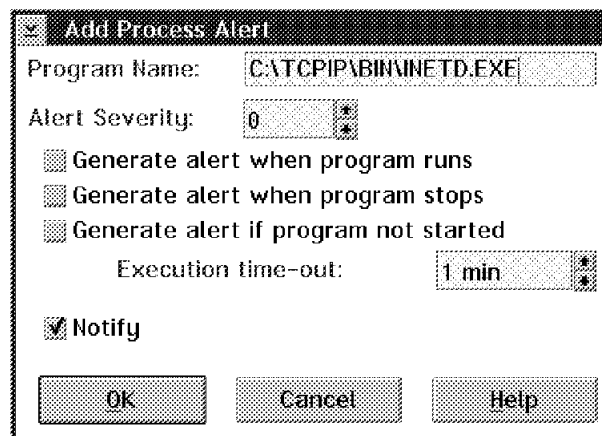 Add Process Alert
Program Name: C:\TCPIP\BIN\INETD.EXE
Alert Severity: 0
Generate alert when program runs
Generate alert when program stops
Generate alert if program not started
Execution time-out: 1 min
Notify
OK Cancel Help